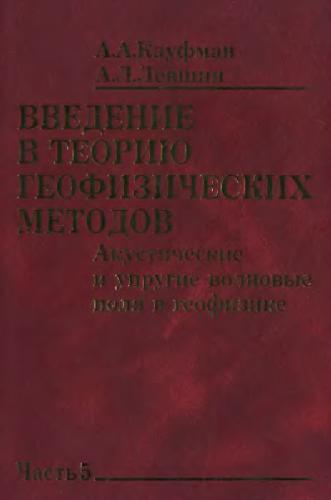 А.А.Кауфман
А.Л.Левшин
ВВЕДЕНИЕ
В ТЕОРИЮ
ГЕОФИЗИЧЕСКИХ
МЕТОДОВ
Акустические
и упругие волновые
поля в геофизике
Часть 5